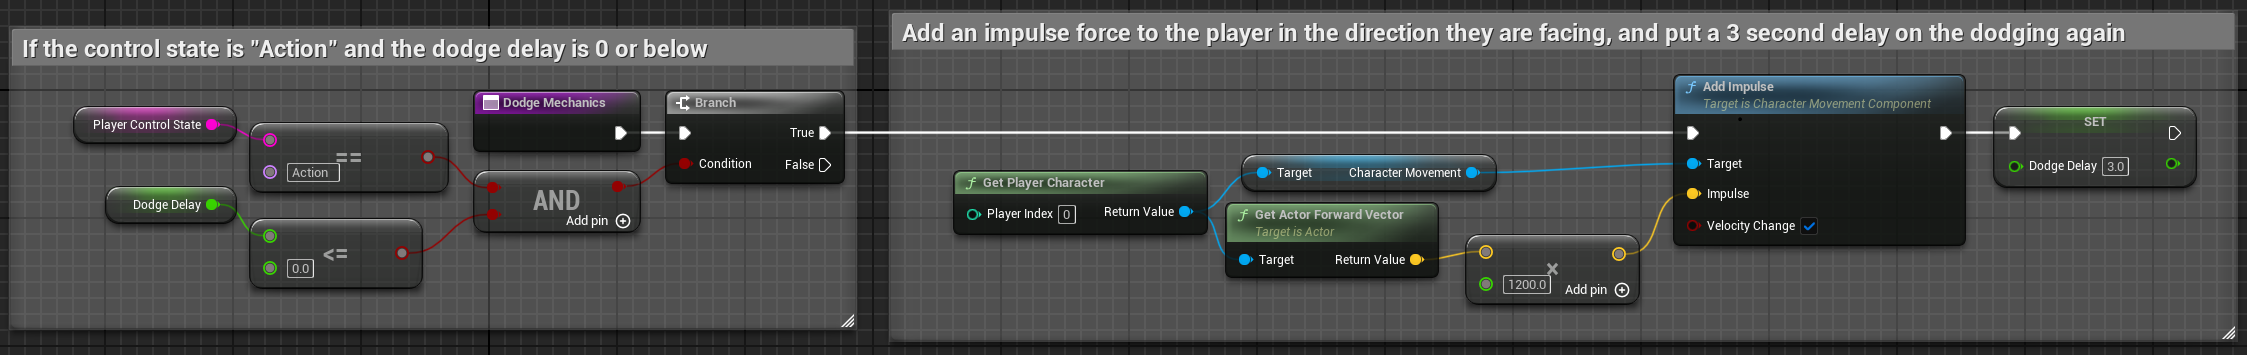 If the control state is "Action" and the dodge delay is 0 or below
Player Control State
==
Action
Dodge Delay
<=
0.0
Dodge Mechanics
AND
Add pin
Branch
True
Condition
False
Add an impulse force to the player in the direction they are facing, and put a 3 second delay on the dodging again
Get Player Character
Player Index 0
Return Value
Target Character Movement
Get Actor Forward Vector
Target is Actor
Target Return Value
×
1200.0
Add pin
Add Impulse
Target is Character Movement Component
Target
Impulse
Velocity Change
SET
Dodge Delay 3.0